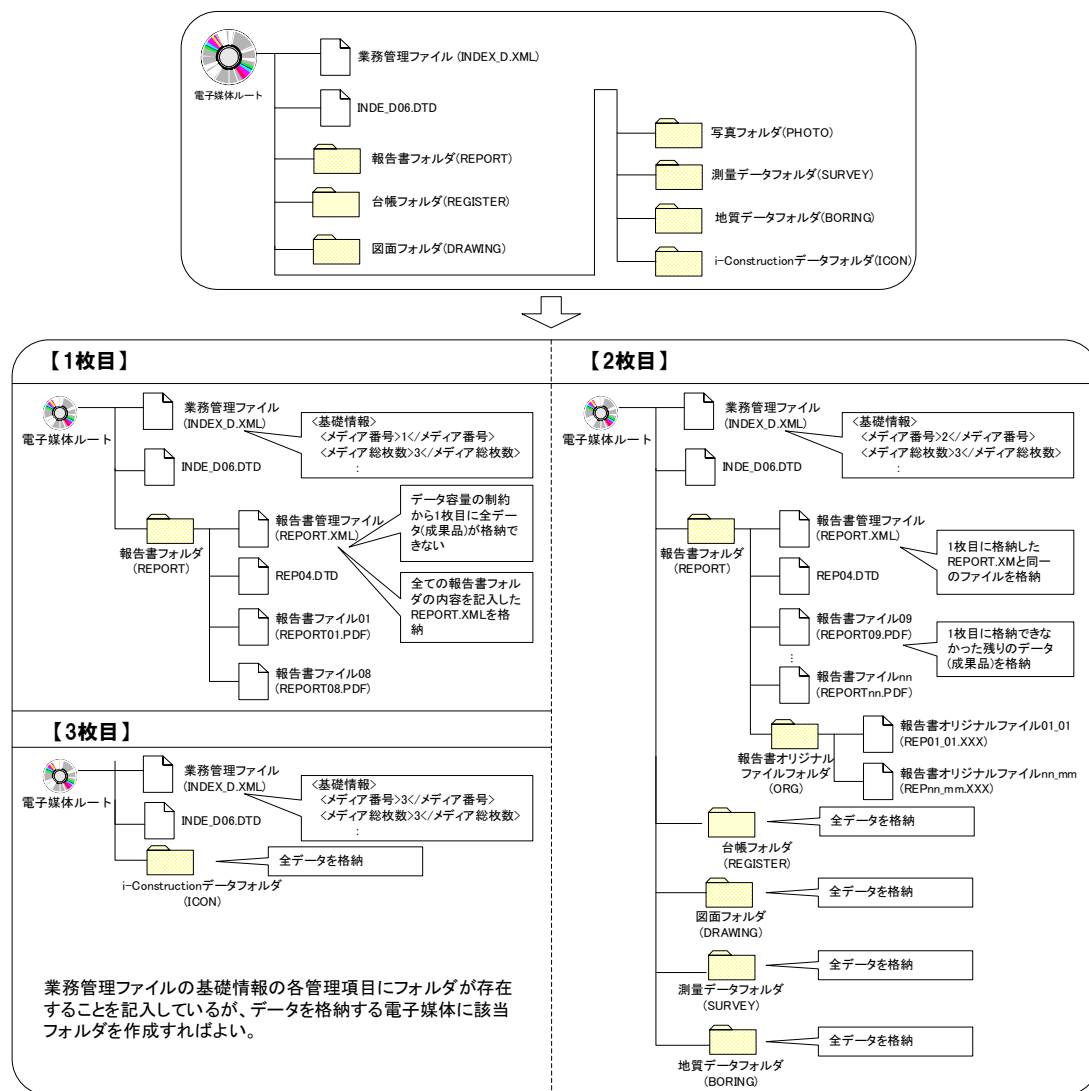 電子媒体ルート
業務管理ファイル (INDEX_D.XML)
INDE_D06.DTD
報告書フォルダ(REPORT)
台帳フォルダ(REGISTER)
図面フォルダ(DRAWING)
写真フォルダ(PHOTO)
測量データフォルダ(SURVEY)
地質データフォルダ(BORING)
i-Constructionデータフォルダ(ICON)
【1枚目】
電子媒体ルート
業務管理ファイル
(INDEX_D.XML)
<基礎情報>
<メディア番号>1</メディア番号>
<メディア総枚数>3</メディア総枚数>
:
INDE_D06.DTD
報告書フォルダ
(REPORT)
報告書管理ファイル
(REPORT.XML)
データ容量の制約
から1枚目に全デー
タ(成果品)が格納で
きない
REP04.DTD
全ての報告書フォル
ダの内容を記入した
REPORT.XMLを格
納
報告書ファイル01
(REPORT01.PDF)
報告書ファイル08
(REPORT08.PDF)
【3枚目】
電子媒体ルート
業務管理ファイル
(INDEX_D.XML)
<基礎情報>
<メディア番号>3</メディア番号>
<メディア総枚数>3</メディア総枚数>
:
INDE_D06.DTD
全データを格納
i-Constructionデータフォルダ
(ICON)
業務管理ファイルの基礎情報の各管理項目にフォルダが存在
することを記入しているが、データを格納する電子媒体に該当
フォルダを作成すればよい。
【2枚目】
電子媒体ルート
業務管理ファイル
(INDEX_D.XML)
<基礎情報>
<メディア番号>2</メディア番号>
<メディア総枚数>3</メディア総枚数>
:
INDE_D06.DTD
報告書フォルダ
(REPORT)
報告書管理ファイル
(REPORT.XML)
1枚目に格納した
REPORT.XMと同一
のファイルを格納
REP04.DTD
報告書ファイル09
(REPORT09.PDF)
1枚目に格納できな
かった残りのデータ
(成果品)を格納
⋮
報告書ファイルnn
(REPORTnn.PDF)
報告書オリジナル
ファイルフォルダ
(ORG)
報告書オリジナルファイル01_01
(REP01_01.XXX)
報告書オリジナルファイルnn_mm
(REPnn_mm.XXX)
台帳フォルダ
(REGISTER)
全データを格納
図面フォルダ
(DRAWING)
全データを格納
測量データフォルダ
(SURVEY)
全データを格納
地質データフォルダ
(BORING)
全データを格納